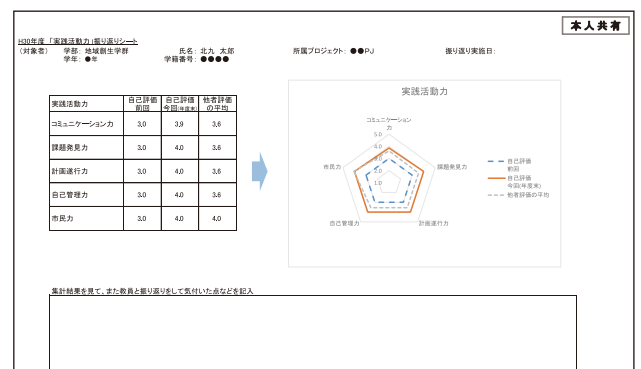 本人共有
H30年度 「実践活動力」振り返りシート
(対象者) 学部: 地域創生学群 氏名: 北九 太郎 所属プロジェクト: ●●PJ 振り返り実施日:
学年: ●年 学籍番号: ●●●●
実践活動力 自己評価 前回 自己評価 今回(年度末) 他者評価 の平均
コミュニケーション力 3.0 3.9 3.6
課題発見力 3.0 4.0 3.6
計画遂行力 3.0 4.0 3.6
自己管理力 3.0 4.0 3.6
市民力 3.0 4.0 4.0
実践活動力
コミュニケーション
力
5.0
4.0
3.0
2.0
1.0
市民力
課題発見力
自己管理力
計画遂行力
自己評価
前回
自己評価
今回(年度末)
他者評価の平均
集計結果を見て、また教員と振り返りをして気付いた点などを記入